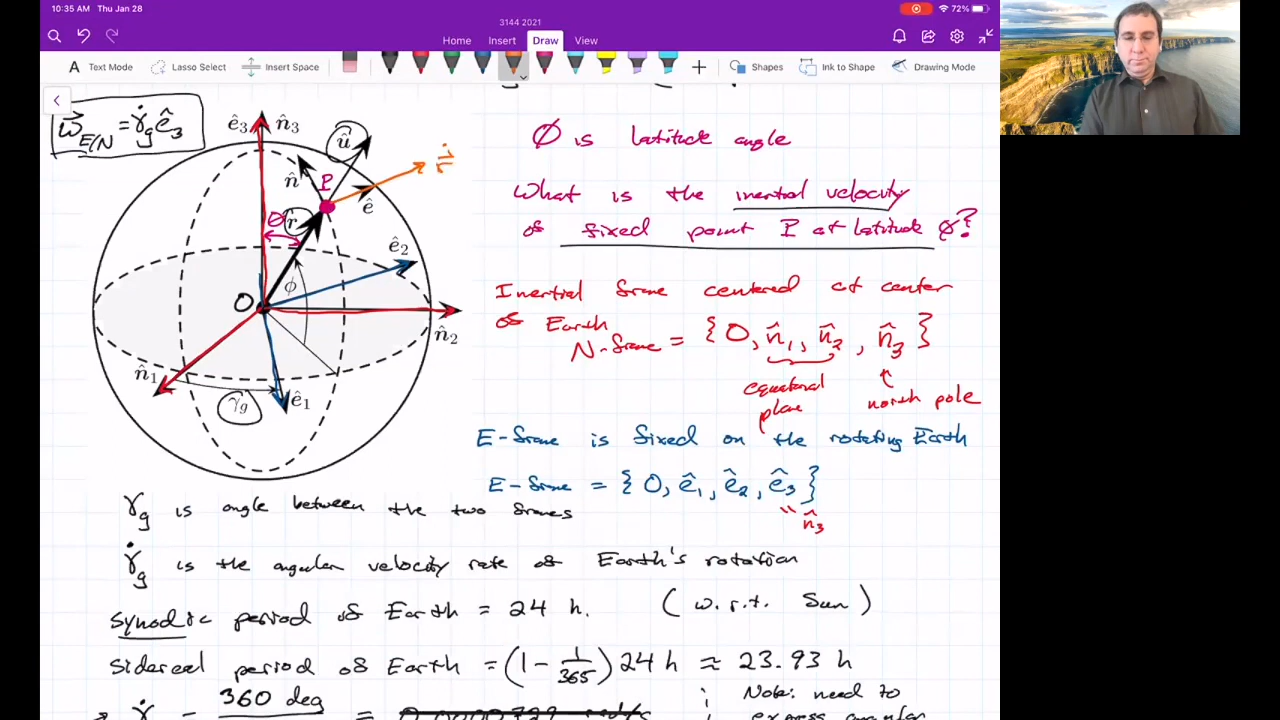 10:35 AM Thu Jan 28
72%
3144 2021
Home Insert Draw View
Text Mode Lasso Select Insert Space Shapes Ink to Shape Drawing Mode
ω⃗ E/N = γ̇g ê3
ê3 n̂3
û
ṙ⃗
n̂
P
ê
θ
r
ê2
ϕ
O
n̂2
n̂1
γg
ê1
Ø is latitude angle
What is the inertial velocity
of fixed point P at latitude ϕ?
Inertial frame centered at center
of Earth
N-frame = { O, n̂1, n̂2, n̂3 }
equatorial
plane
north pole
E-frame is fixed on the rotating Earth
E-frame = { O, ê1, ê2, ê3 }
" n̂3
γg is angle between the two frames
γ̇g is the angular velocity rate of Earth's rotation
synodic period of Earth = 24 h. (w.r.t. Sun)
Sidereal period of Earth = (1 - 1/365) 24 h ≈ 23.93 h
360 deg
Note: need to